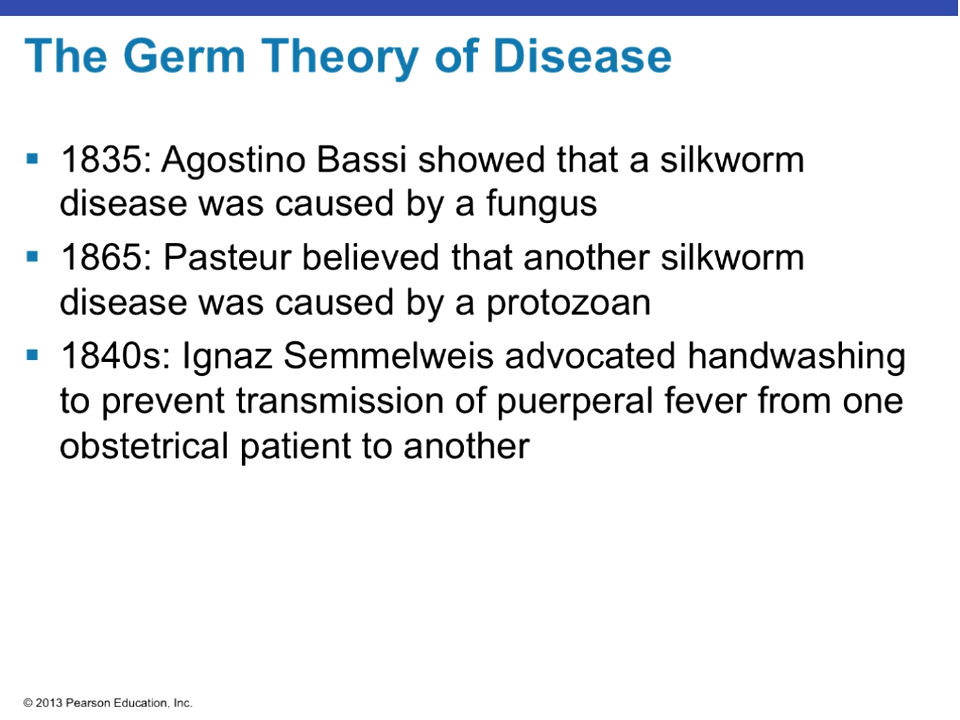 The Germ Theory of Disease
▪ 1835: Agostino Bassi showed that a silkworm
disease was caused by a fungus
▪ 1865: Pasteur believed that another silkworm
disease was caused by a protozoan
▪ 1840s: Ignaz Semmelweis advocated handwashing
to prevent transmission of puerperal fever from one
obstetrical patient to another
© 2013 Pearson Education, Inc.